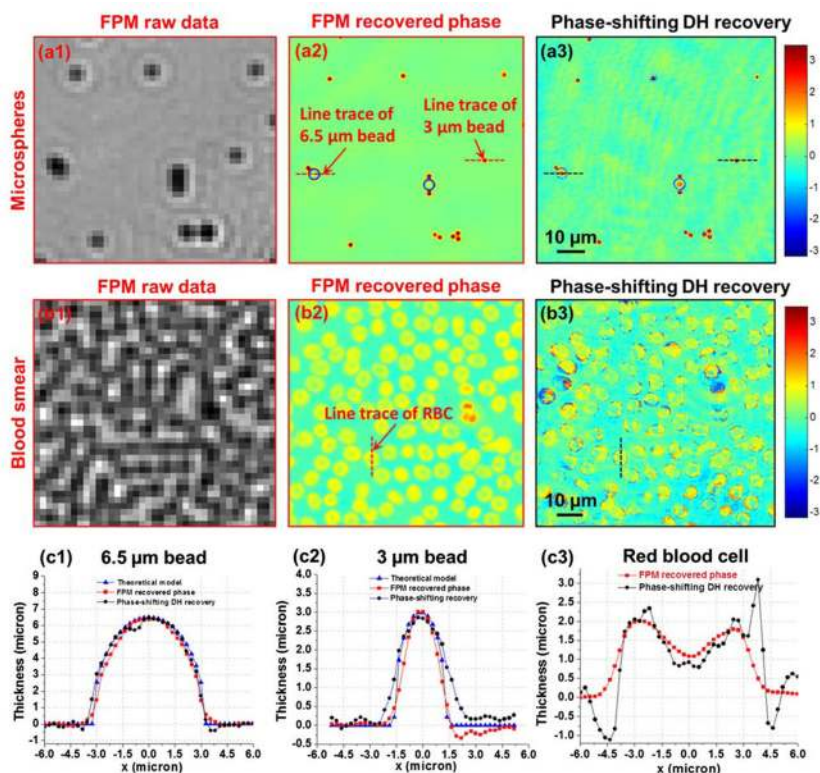 FPM raw data
FPM recovered phase
Phase-shifting DH recovery
Microspheres
(a1)
(a2)
Line trace of
6.5 μm bead
Line trace of
3 μm bead
(a3)
10 μm
3
2
1
0
-1
-2
-3
FPM raw data
FPM recovered phase
Phase-shifting DH recovery
Blood smear
(b1)
(b2)
Line trace of RBC
(b3)
10 μm
3
2
1
0
-1
-2
-3
(c1) 6.5 μm bead
Theoretical model
FPM recovered phase
Phase-shifting DH recovery
Thickness (micron)
9
8
7
6
5
4
3
2
1
0
-1
-6.0 -4.5 -3.0 -1.5 0.0 1.5 3.0 4.5 6.0
x (micron)
(c2) 3 μm bead
Theoretical model
FPM recovered phase
Phase-shifting recovery
Thickness (micron)
5.0
4.5
4.0
3.5
3.0
2.5
2.0
1.5
1.0
0.5
0.0
-0.5
-6.0 -4.5 -3.0 -1.5 0.0 1.5 3.0 4.5 6.0
x (micron)
(c3) Red blood cell
FPM recovered phase
Phase-shifting DH recovery
Thickness (micron)
3.0
2.5
2.0
1.5
1.0
0.5
0.0
-0.5
-1.0
-6.0 -4.5 -3.0 -1.5 0.0 1.5 3.0 4.5 6.0
x (micron)